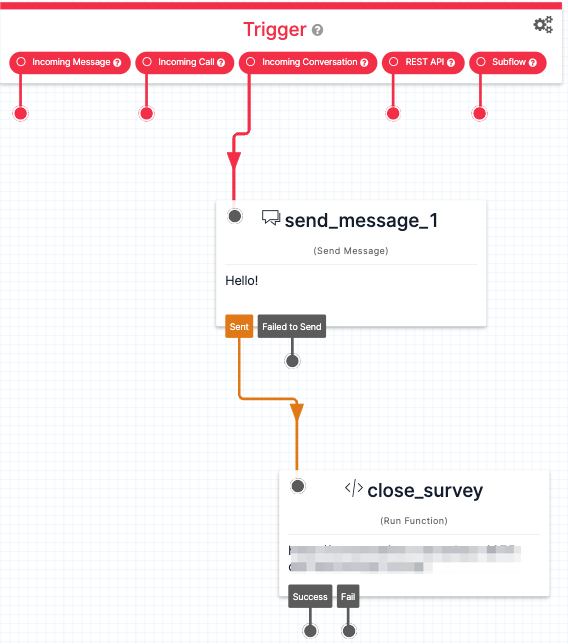 Trigger ?
Incoming Message ? Incoming Call ? Incoming Conversation ? REST API ? Subflow ?
send_message_1
(Send Message)
Hello!
Sent Failed to Send
</> close_survey
(Run Function)
Success Fail